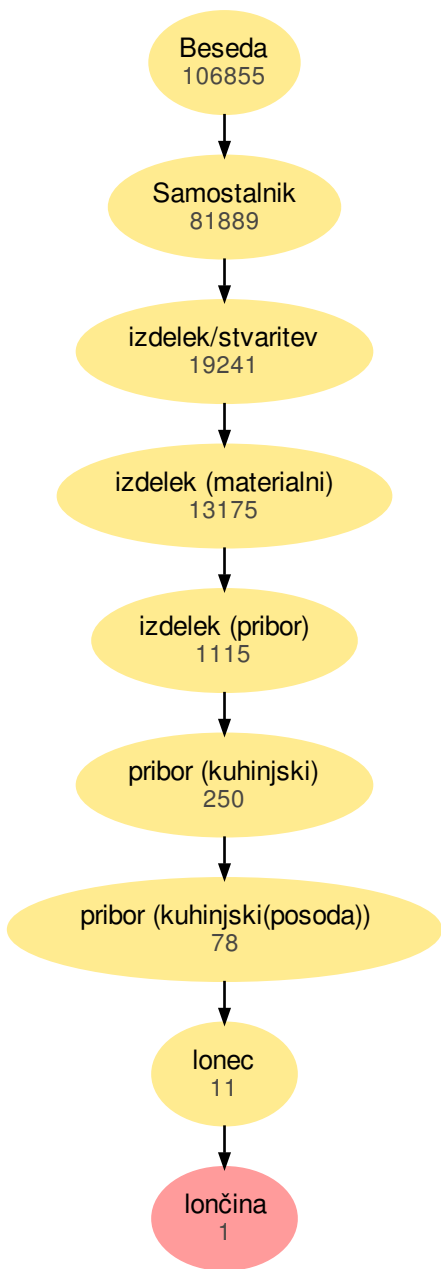 Beseda
106855
Samostalnik
81889
izdelek/stvaritev
19241
izdelek (materialni)
13175
izdelek (pribor)
1115
pribor (kuhinjski)
250
pribor (kuhinjski(posoda))
78
lonec
11
lončina
1